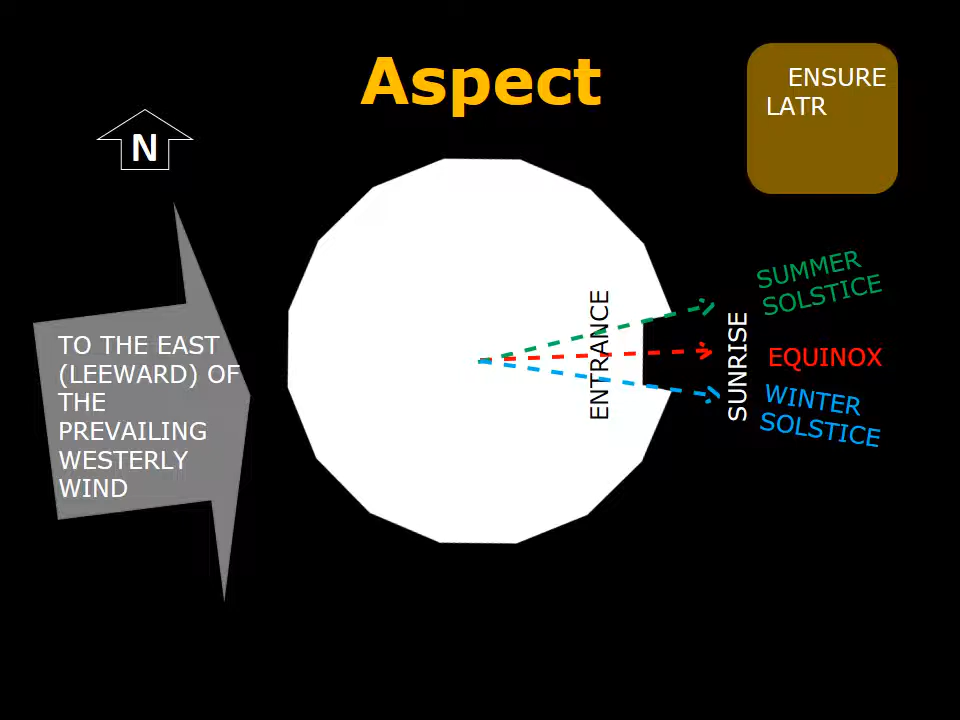 Aspect
ENSURE
LATR
N
TO THE EAST
(LEEWARD) OF
THE
PREVAILING
WESTERLY
WIND
ENTRANCE
SUNRISE
SUMMER
SOLSTICE
EQUINOX
WINTER
SOLSTICE